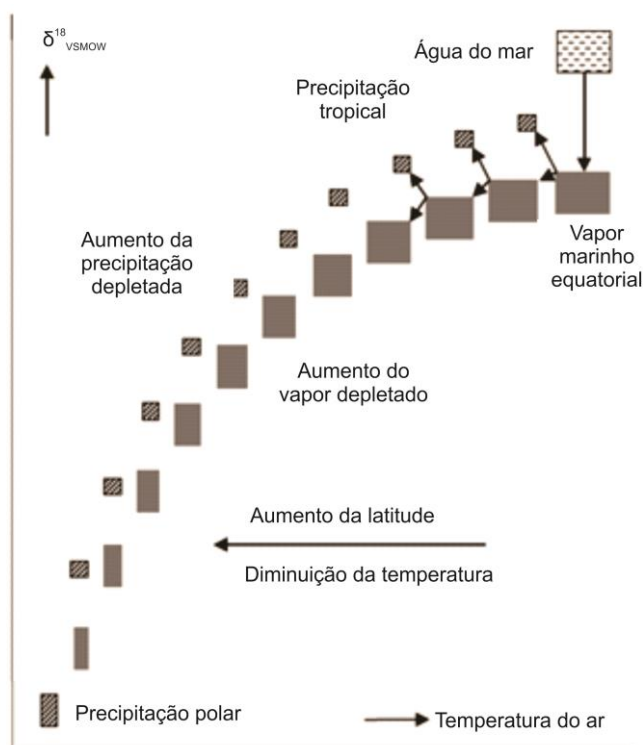 δ¹⁸VSMOW
Água do mar
Precipitação
tropical
Vapor
marinho
equatorial
Aumento da
precipitação
depletada
Aumento do
vapor depletado
Aumento da latitude
Diminuição da temperatura
Precipitação polar
Temperatura do ar